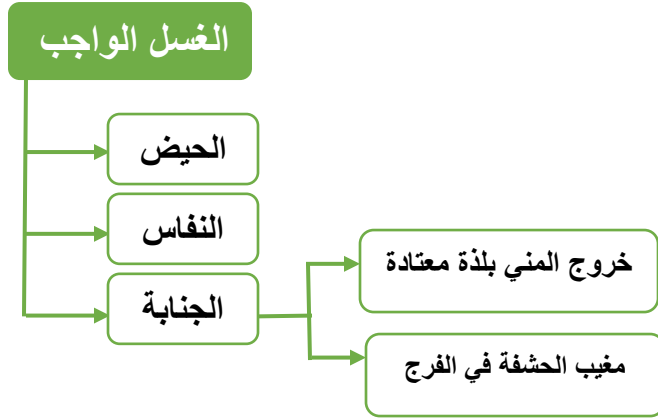 الغسل الواجب
الحيض
النفاس
الجنابة
خروج المني بلذة معتادة
مغيب الحشفة في الفرج